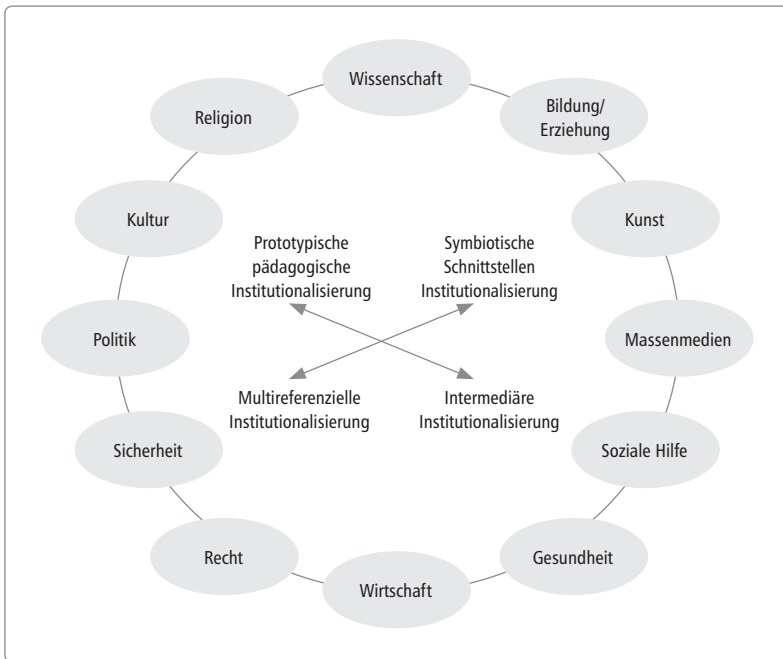 Wissenschaft
Religion
Bildung/
Erziehung
Kultur
Kunst
Prototypische
pädagogische
Institutionalisierung
Symbiotische
Schnittstellen
Institutionalisierung
Politik
Massenmedien
Multireferenzielle
Institutionalisierung
Intermediäre
Institutionalisierung
Sicherheit
Soziale Hilfe
Recht
Gesundheit
Wirtschaft